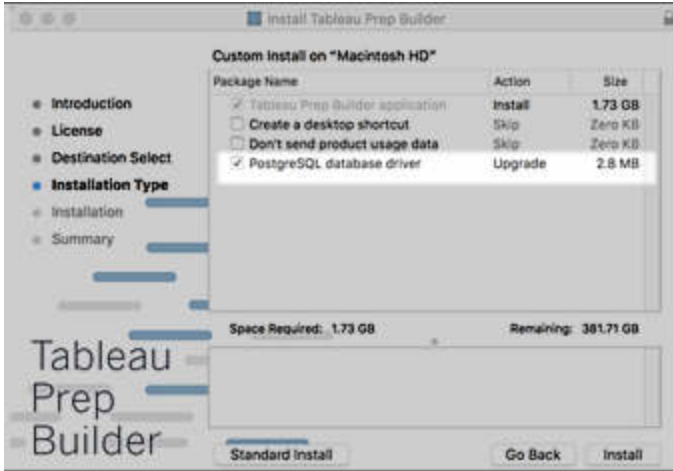 Install Tableau Prep Builder
Custom Install on "Macintosh HD"
Package Name Action Size
Tableau Prep Builder application Install 1.73 GB
Create a desktop shortcut Skip Zero KB
Don't send product usage data Skip Zero KB
PostgreSQL database driver Upgrade 2.8 MB
Introduction
License
Destination Select
Installation Type
Installation
Summary
Space Required: 1.73 GB Remaining: 381.71 GB
Tableau
Prep
Builder
Standard Install Go Back Install